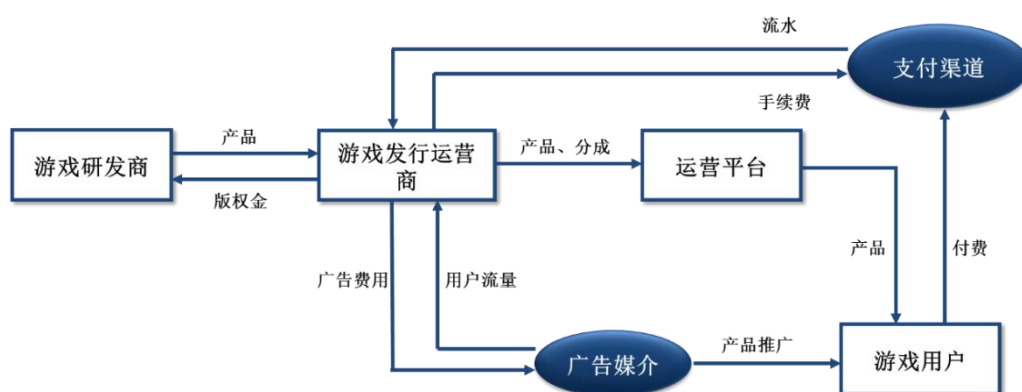 流水
支付渠道
手续费
产品
游戏研发商
游戏发行运营
商
产品、分成
运营平台
版权金
产品
付费
广告费用
用户流量
产品推广
广告媒介
游戏用户